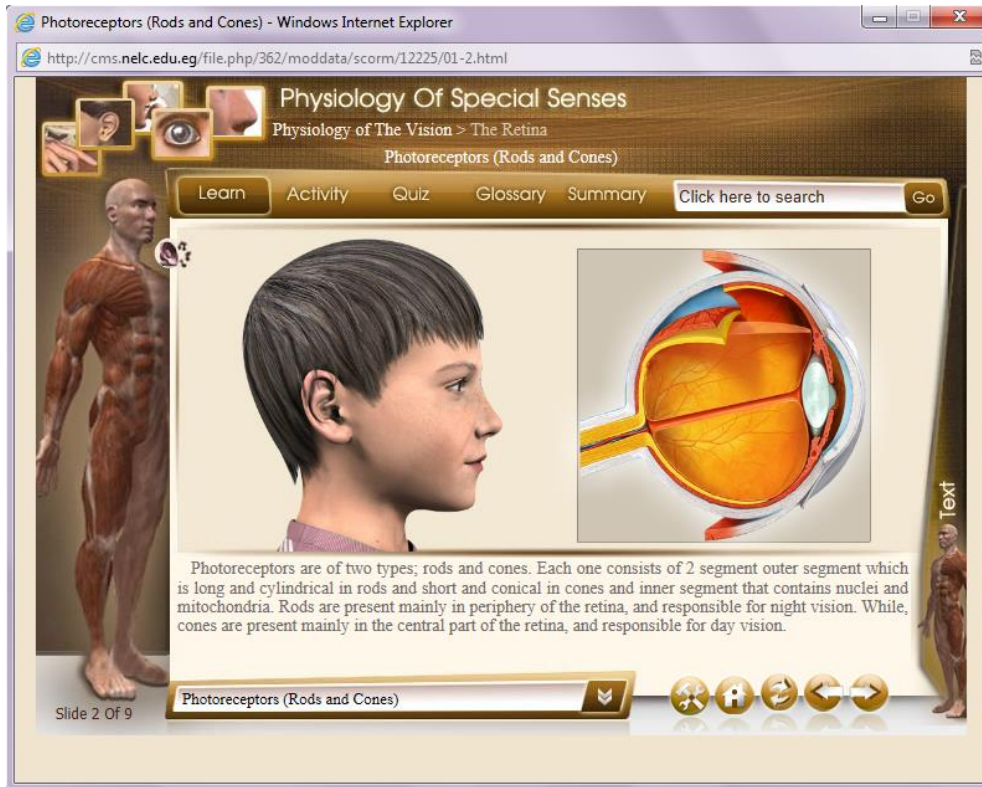 Photoreceptors (Rods and Cones) - Windows Internet Explorer
http://cms.nelc.edu.eg/file.php/362/moddata/scorm/12225/01-2.html
Physiology Of Special Senses
Physiology of The Vision > The Retina
Photoreceptors (Rods and Cones)
Learn Activity Quiz Glossary Summary Click here to search Go
Text
Photoreceptors are of two types; rods and cones. Each one consists of 2 segment outer segment which
is long and cylindrical in rods and short and conical in cones and inner segment that contains nuclei and
mitochondria. Rods are present mainly in periphery of the retina, and responsible for night vision. While,
cones are present mainly in the central part of the retina, and responsible for day vision.
Photoreceptors (Rods and Cones)
Slide 2 Of 9